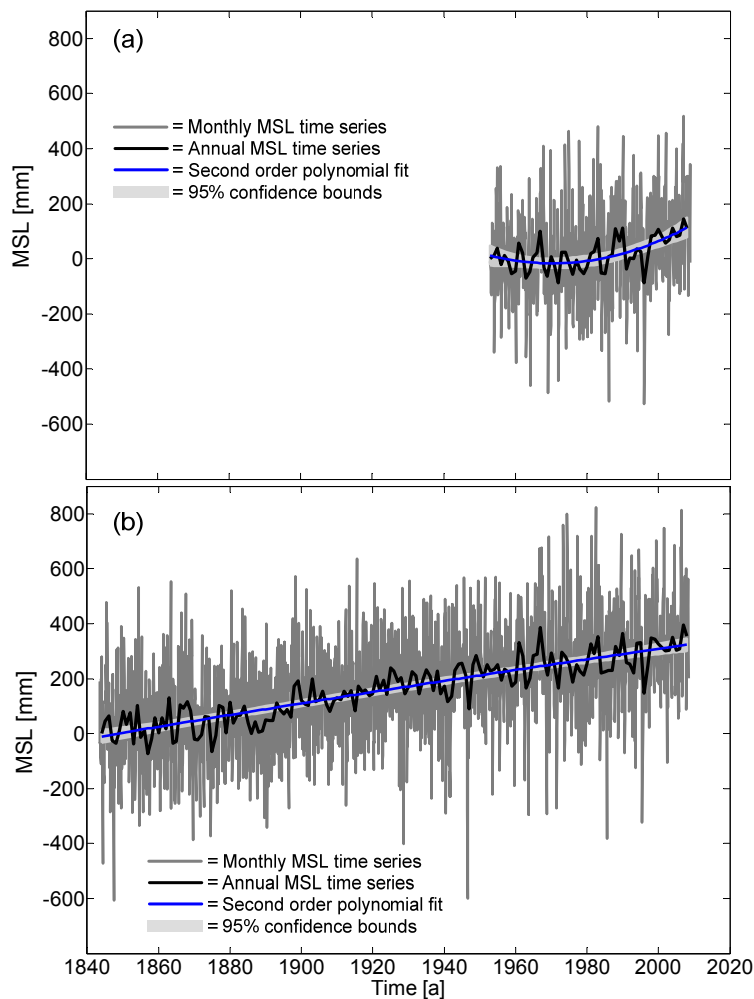 (a)
800
600
400
200
0
-200
-400
-600
MSL [mm]
= Monthly MSL time series
= Annual MSL time series
= Second order polynomial fit
= 95% confidence bounds
(b)
800
600
400
200
0
-200
-400
-600
MSL [mm]
= Monthly MSL time series
= Annual MSL time series
= Second order polynomial fit
= 95% confidence bounds
1840 1860 1880 1900 1920 1940 1960 1980 2000 2020
Time [a]